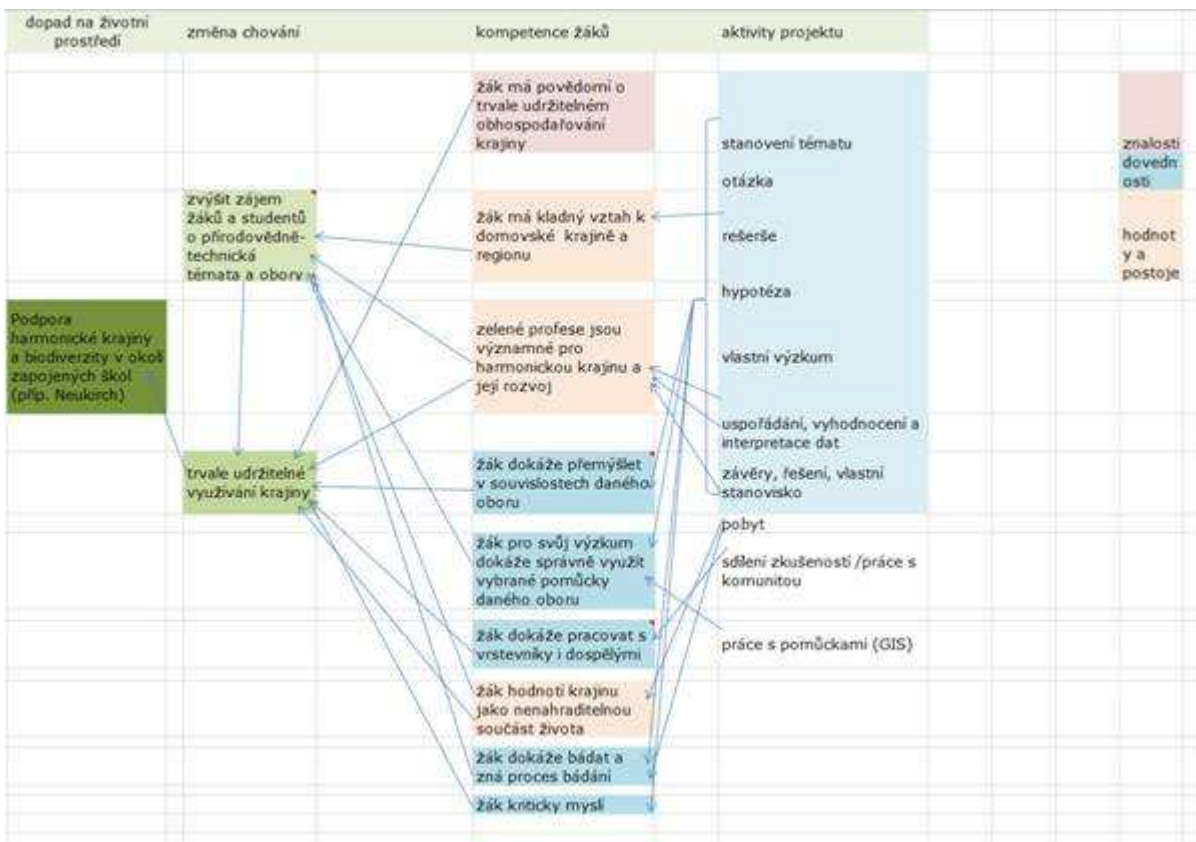 dopad na životní
prostředí
změna chování
kompetence žáků
aktivity projektu
žák má povědomí o
trvale udržitelném
obhospodařování
krajiny
stanovení tématu
znalosti
dovedn
osti
otázka
zvýšit zájem
žáků a studentů
o přírodovědně-
technická
témata a obory
žák má kladný vztah k
domovské krajině a
regionu
rešerše
hodnot
y a
postoje
hypotéza
Podpora
harmonické krajiny
a biodiverzity v okolí
zapojených škol
(příp. Neukirch)
zelené profese jsou
významné pro
harmonickou krajinu a
její rozvoj
vlastní výzkum
uspořádání, vyhodnocení a
interpretace dat
trvale udržitelné
využívání krajiny
žák dokáže přemýšlet
v souvislostech daného
oboru
závěry, řešení, vlastní
stanovisko
pobyt
žák pro svůj výzkum
dokáže správně využít
vybrané pomůcky
daného oboru
sdílení zkušeností /práce s
komunitou
žák dokáže pracovat s
vrstevníky i dospělými
práce s pomůckami (GIS)
žák hodnotí krajinu
jako nenahraditelnou
součást života
žák dokáže bádat a
zná proces bádání
žák kriticky myslí